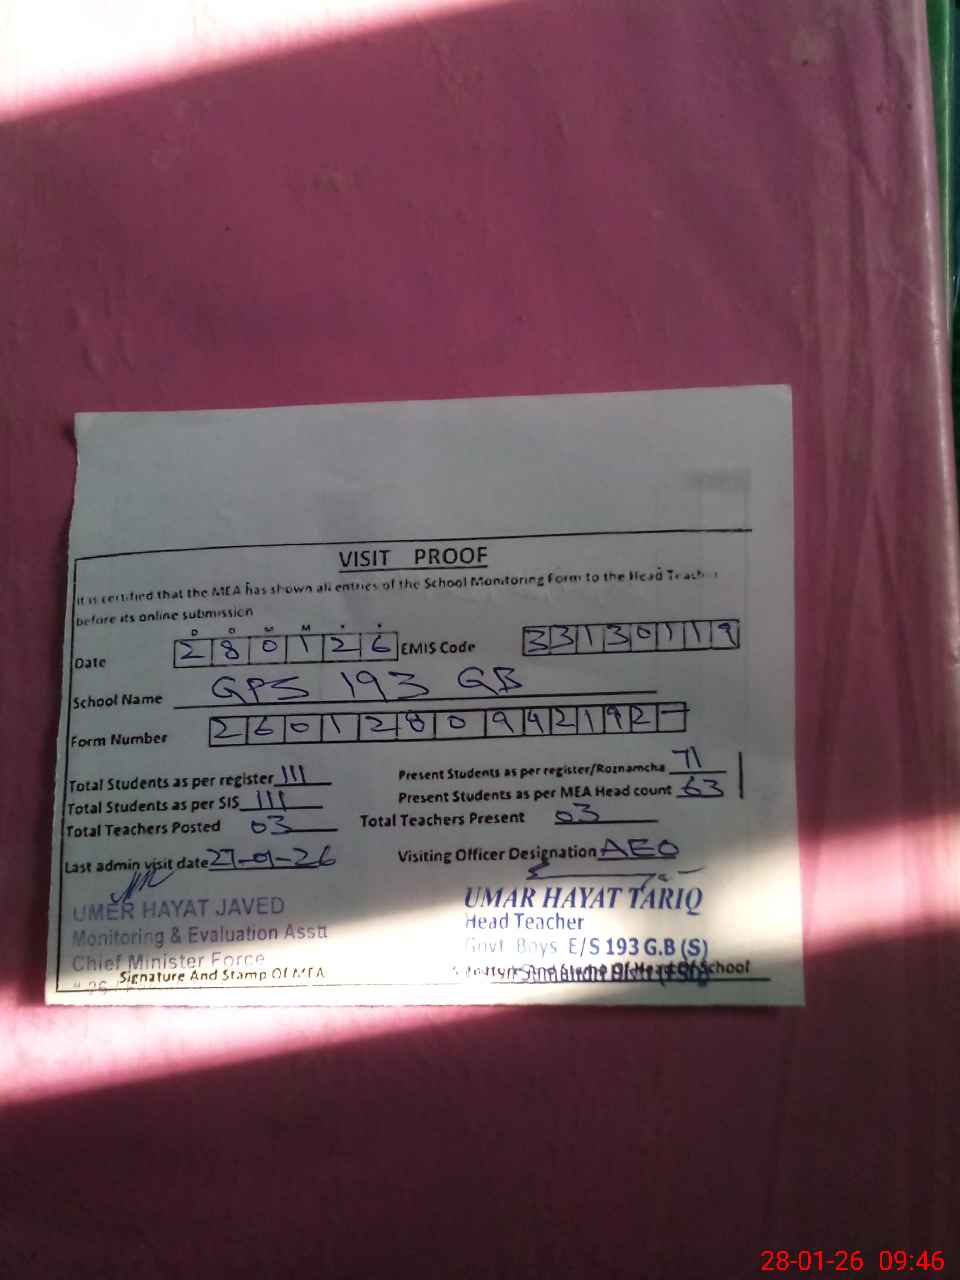 VISIT PROOF
It is certified that the MEA has shown all entries of the School Monitoring Form to the Head Teacher
before its online submission
D D M M Y Y
Date 2 8 0 1 2 6 EMIS Code 3 3 1 3 0 1 1 9
School Name GPS 193 GB
Form Number 2 6 0 1 2 8 0 9 4 2 1 9 2 -
Total Students as per register 111 Present Students as per register/Roznamcha 71
Total Students as per SIS 111 Present Students as per MEA Head count 63
Total Teachers Posted 03 Total Teachers Present 03
Last admin visit date 27-01-26 Visiting Officer Designation AEO
UMER HAYAT JAVED UMAR HAYAT TARIQ
Monitoring & Evaluation Asstt Head Teacher
Chief Minister Force Govt Boys E/S 193 G.B (S)
Signature And Stamp Of MEA Of Head Of School
28-01-26 09:46